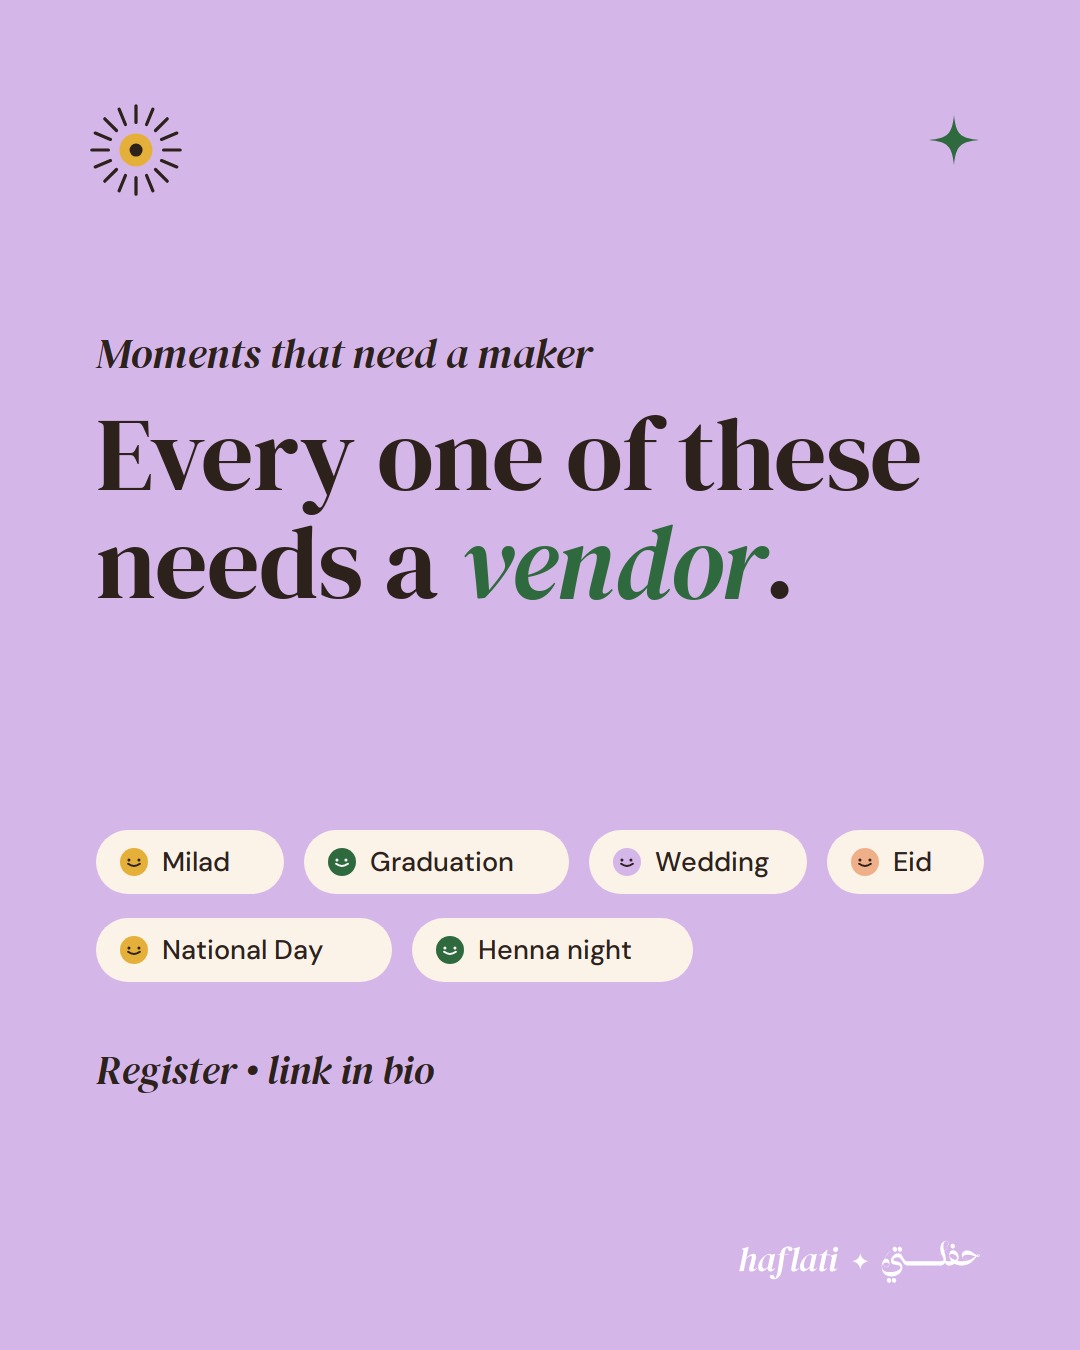 Moments that need a maker
Every one of these
needs a vendor.
Milad
Graduation
Wedding
Eid
National Day
Henna night
Register • link in bio
haflati ✦ حفلتي